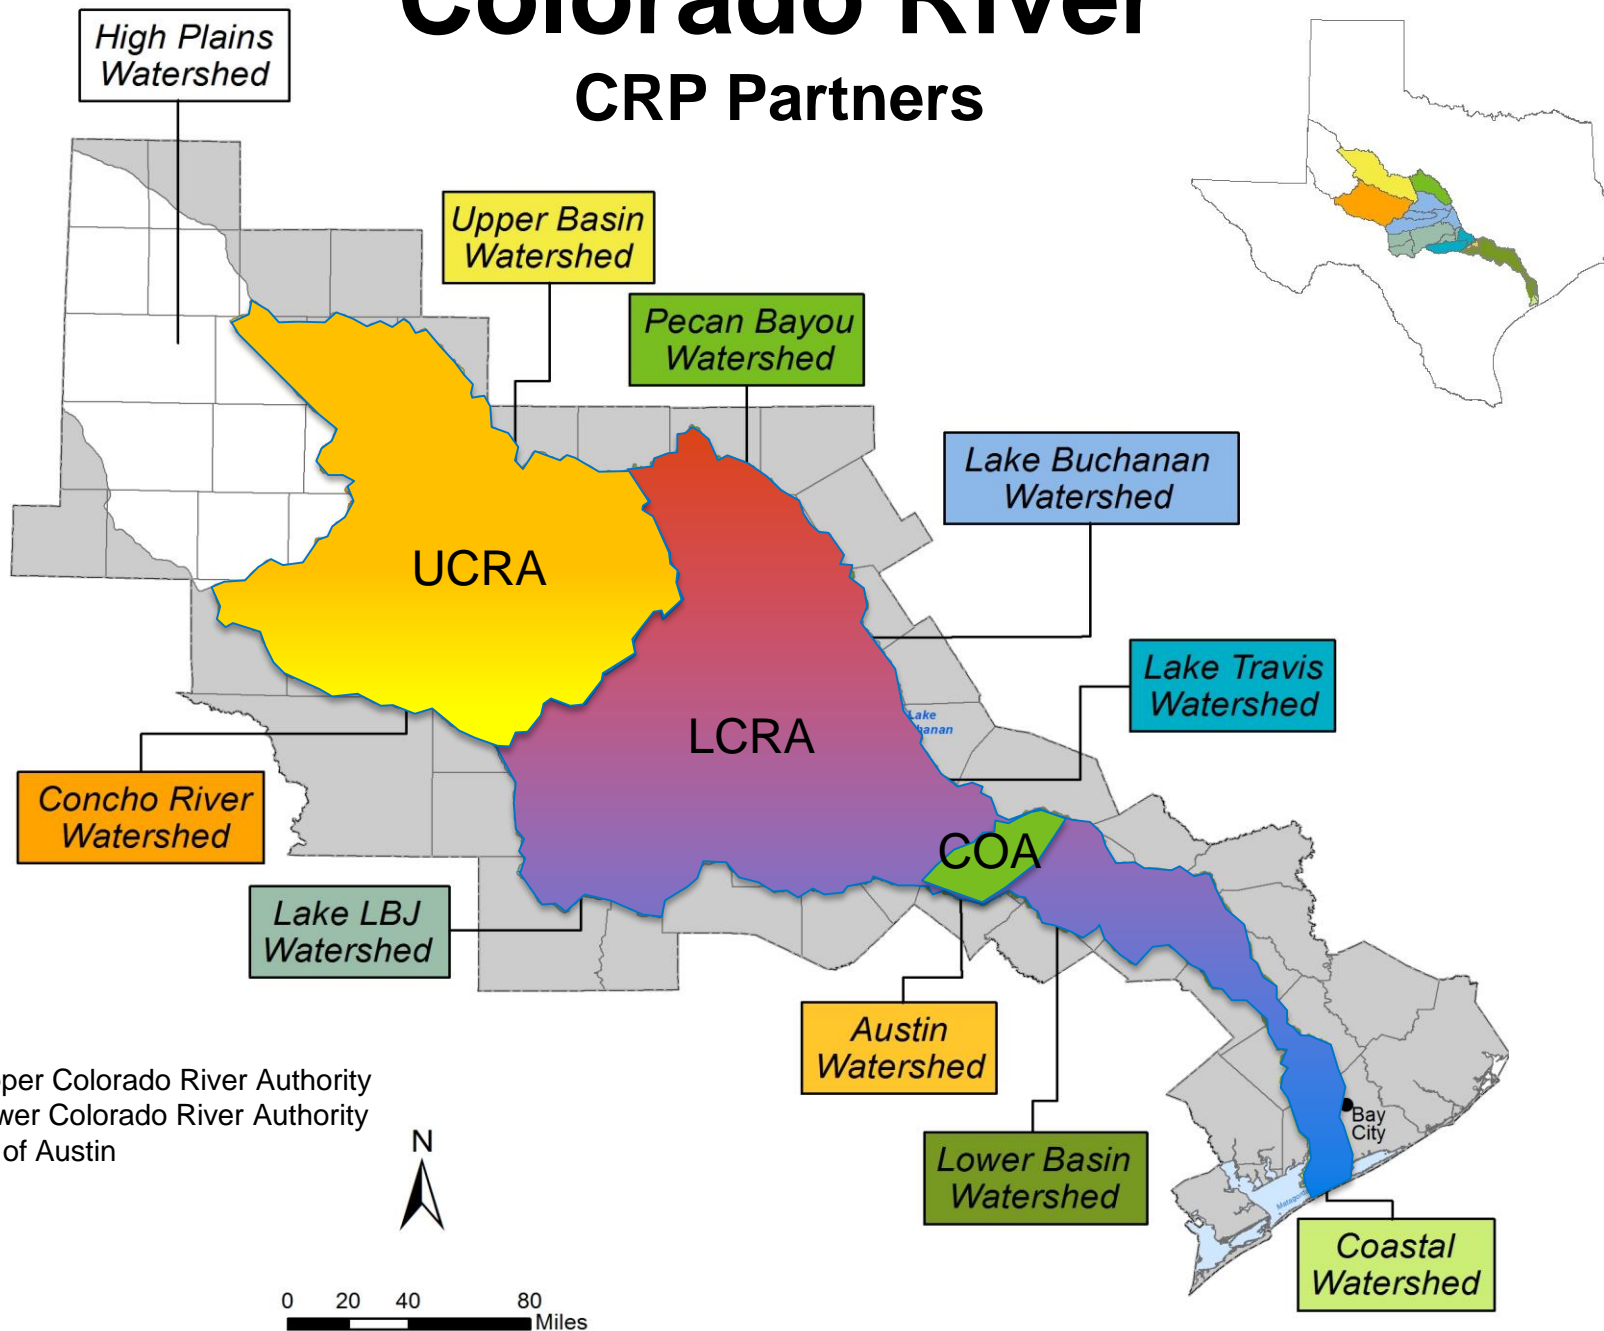 Colorado River
CRP Partners
High Plains
Watershed
Upper Basin
Watershed
Pecan Bayou
Watershed
Lake Buchanan
Watershed
UCRA
Lake Travis
Watershed
Lake
LCRA
Concho River
Watershed
COA
Lake LBJ
Watershed
Austin
Watershed
Colorado River Authority
Colorado River Authority
of Austin
Bay
City
N
Lower Basin
Watershed
Coastal
Watershed
0 20 40 80
Miles